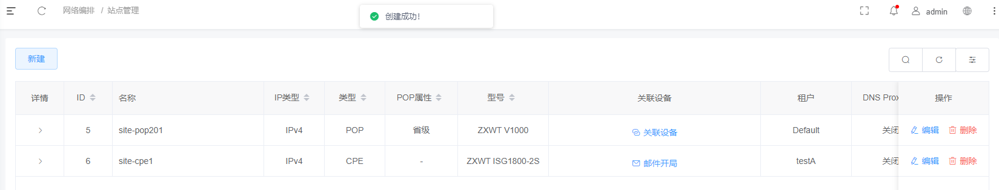 网络编排 / 站点管理
创建成功!
admin
新建
详情 ID 名称 IP类型 类型 POP属性 型号 关联设备 租户 DNS Prox 操作
5 site-pop201 IPv4 POP 省级 ZXWT V1000 关联设备 Default 关闭 编辑 删除
6 site-cpe1 IPv4 CPE - ZXWT ISG1800-2S 邮件开局 testA 关闭 编辑 删除